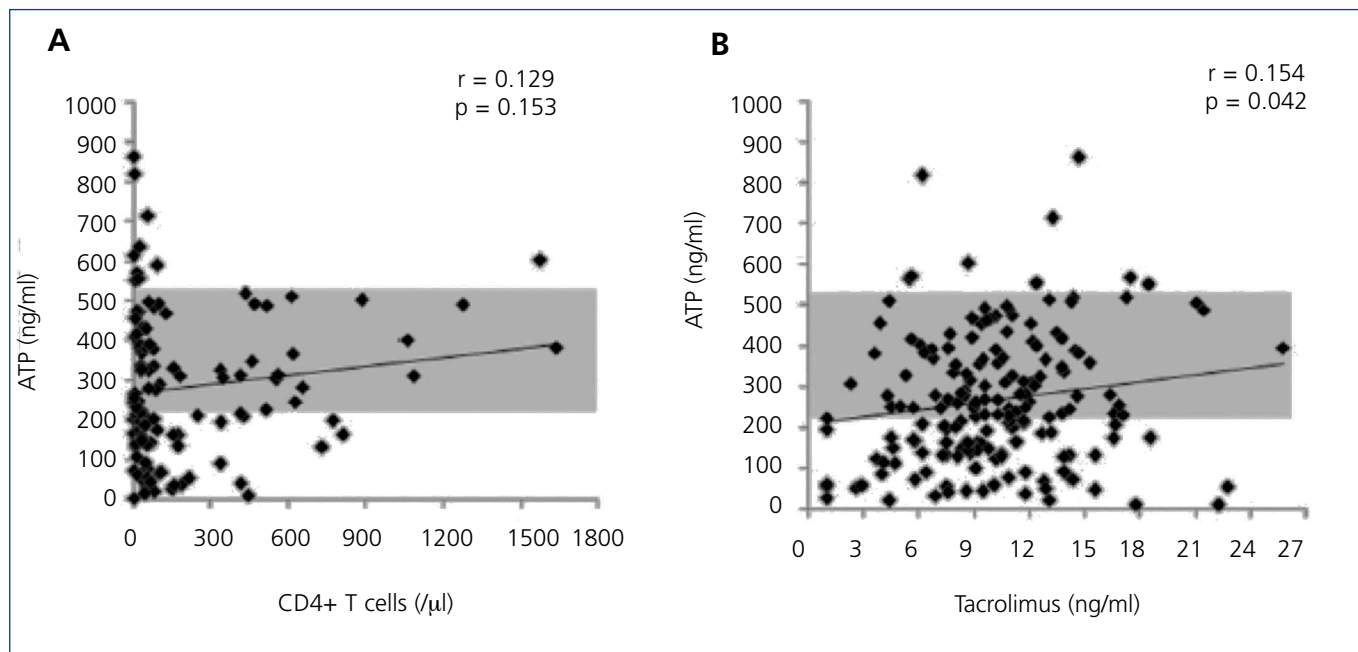 A
r = 0.129
p = 0.153
1000
900
800
700
600
500
400
300
200
100
0
ATP (ng/ml)
0 300 600 900 1200 1500 1800
CD4+ T cells (/μl)
B
r = 0.154
p = 0.042
1000
900
800
700
600
500
400
300
200
100
0
ATP (ng/ml)
0 3 6 9 12 15 18 21 24 27
Tacrolimus (ng/ml)